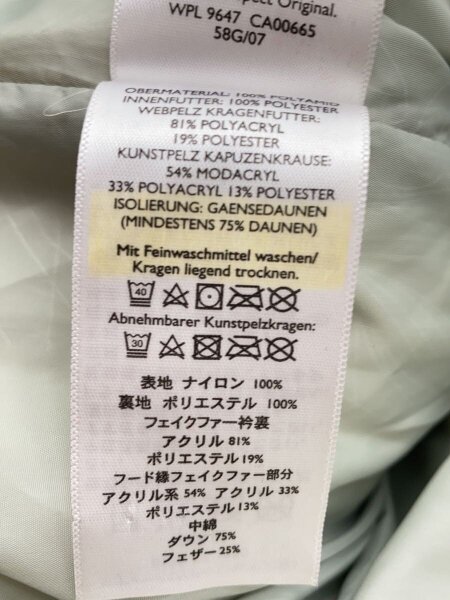 Original.
WPL 9647 CA00665
58G/07
OBERMATERIAL: 100% POLYAMID
INNENFUTTER: 100% POLYESTER
WEBPELZ KRAGENFUTTER:
81% POLYACRYL
19% POLYESTER
KUNSTPELZ KAPUZENKRAUSE:
54% MODACRYL
33% POLYACRYL 13% POLYESTER
ISOLIERUNG: GAENSEDAUNEN
(MINDESTENS 75% DAUNEN)
Mit Feinwaschmittel waschen/
Kragen liegend trocknen.
40
Abnehmbarer Kunstpelzkragen:
30
表地 ナイロン 100%
裏地 ポリエステル 100%
フェイクファー衿裏
アクリル 81%
ポリエステル 19%
フード縁フェイクファー部分
アクリル系 54% アクリル 33%
ポリエステル 13%
中綿
ダウン 75%
フェザー 25%